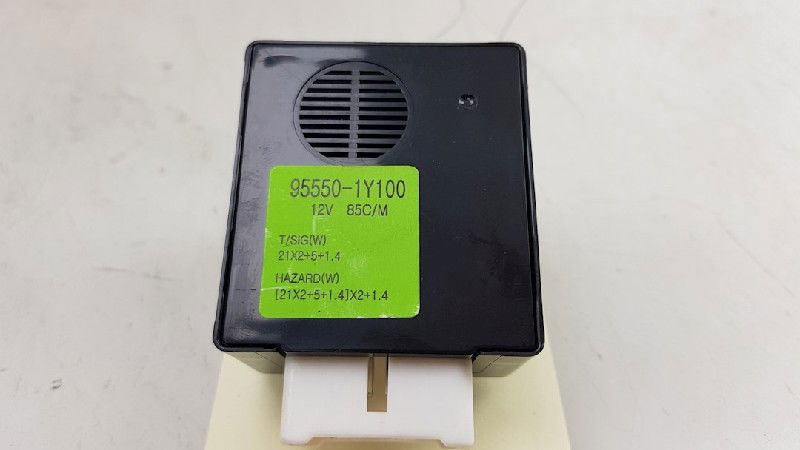 95550-1Y100
12V 85C/M
T/SIG(W)
21X2+5+1.4
HAZARD(W)
[21X2+5+1.4]X2+1.4